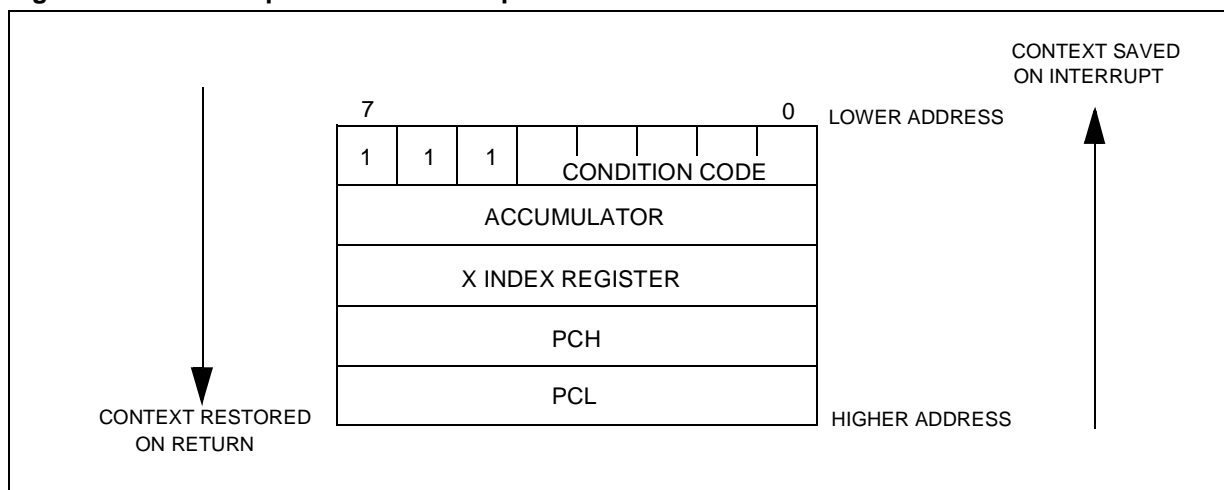 CONTEXT SAVED
ON INTERRUPT
7 0 LOWER ADDRESS
1 1 1 CONDITION CODE
ACCUMULATOR
X INDEX REGISTER
PCH
PCL
CONTEXT RESTORED
ON RETURN
HIGHER ADDRESS